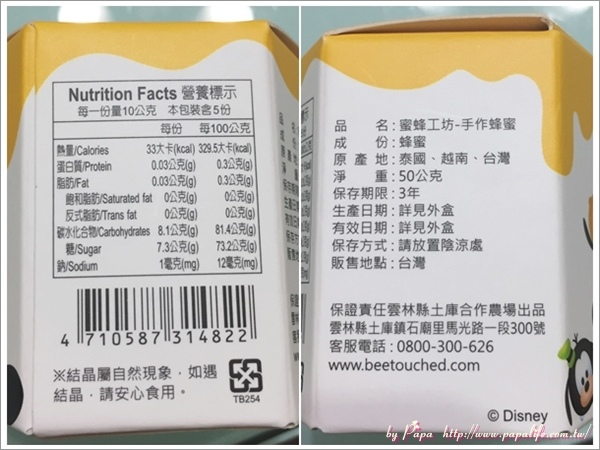 Nutrition Facts 營養標示
每一份量10公克 本包裝含5份
每份 每100公克
熱量/Calories 33大卡(kcal) 329.5大卡(kcal)
蛋白質/Protein 0.03公克(g) 0.3公克(g)
脂肪/Fat 0.03公克(g) 0.3公克(g)
飽和脂肪/Saturated fat 0公克(g) 0公克(g)
反式脂肪/Trans fat 0公克(g) 0公克(g)
碳水化合物/Carbohydrates 8.1公克(g) 81.4公克(g)
糖/Sugar 7.3公克(g) 73.2公克(g)
鈉/Sodium 1毫克(mg) 12毫克(mg)
4 710587 314822
※結晶屬自然現象，如遇
結晶，請安心食用。
TB254
品名：蜜蜂工坊-手作蜂蜜
成份：蜂蜜
原產地：泰國、越南、台灣
淨重：50公克
保存期限：3年
生產日期：詳見外盒
有效日期：詳見外盒
保存方式：請放置陰涼處
販售地點：台灣
保證責任雲林縣土庫合作農場出品
雲林縣土庫鎮石廟里馬光路一段300號
客服電話：0800-300-626
www.beetouched.com
© Disney
by Papa http://www.papalife.com.tw/